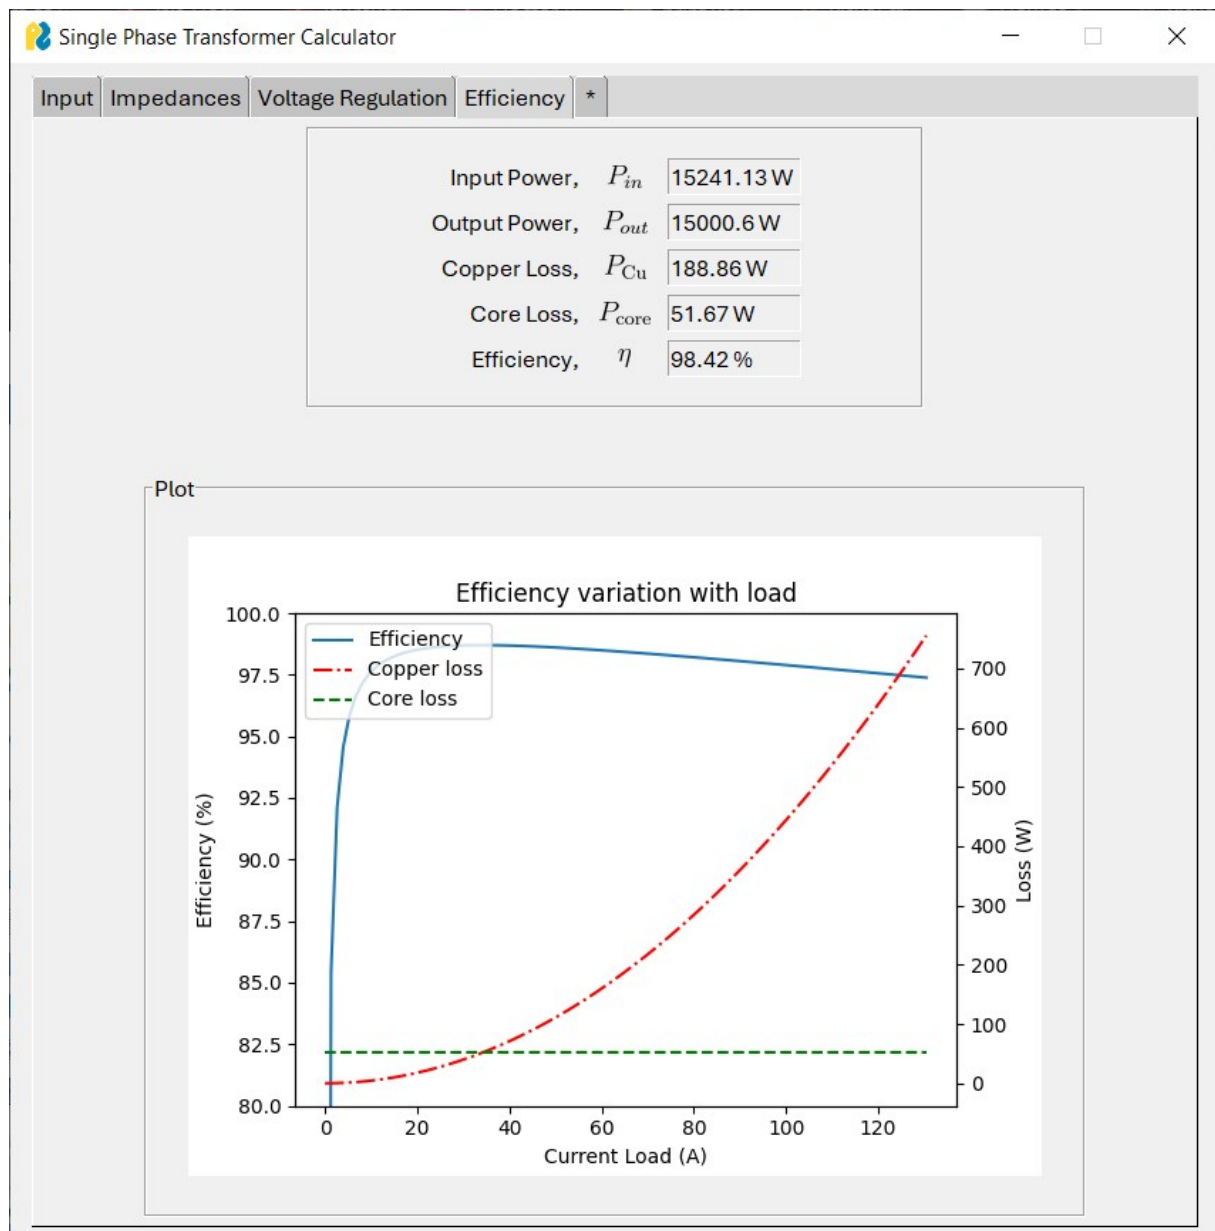 Single Phase Transformer Calculator
Input Impedances Voltage Regulation Efficiency *
Input Power, P_in 15241.13 W
Output Power, P_out 15000.6 W
Copper Loss, P_Cu 188.86 W
Core Loss, P_core 51.67 W
Efficiency, η 98.42 %
Plot
Efficiency variation with load
Efficiency
Copper loss
Core loss
100.0
97.5
95.0
92.5
90.0
87.5
85.0
82.5
80.0
Efficiency (%)
700
600
500
400
300
200
100
0
Loss (W)
0 20 40 60 80 100 120
Current Load (A)